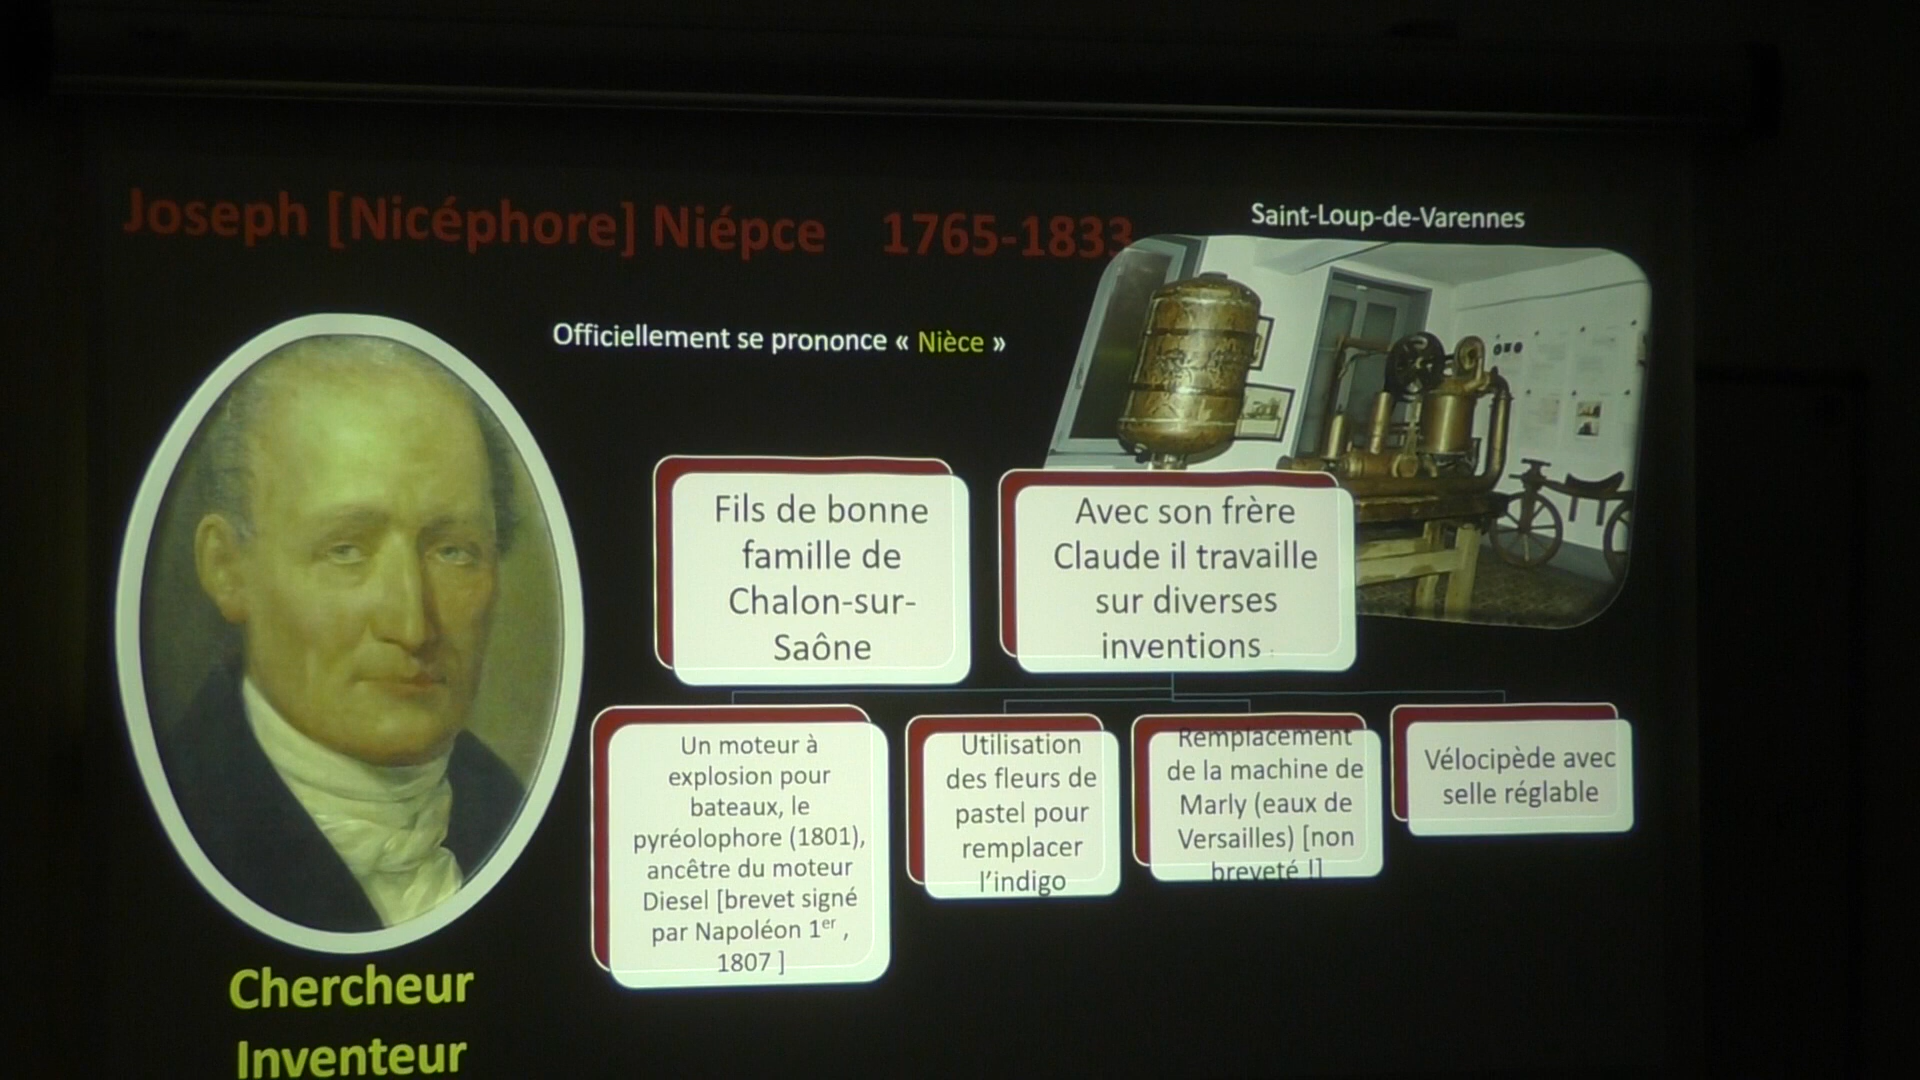 Joseph [Nicéphore] Niépce 1765-1833
Saint-Loup-de-Varennes
Officiellement se prononce « Nièce »
Fils de bonne
famille de
Chalon-sur-
Saône
Avec son frère
Claude il travaille
sur diverses
inventions
Un moteur à
explosion pour
bateaux, le
pyréolophore (1801),
ancêtre du moteur
Diesel [brevet signé
par Napoléon 1er ,
1807 ]
Utilisation
des fleurs de
pastel pour
remplacer
l'indigo
Remplacement
de la machine de
Marly (eaux de
Versailles) [non
breveté !]
Vélocipède avec
selle réglable
Chercheur
Inventeur